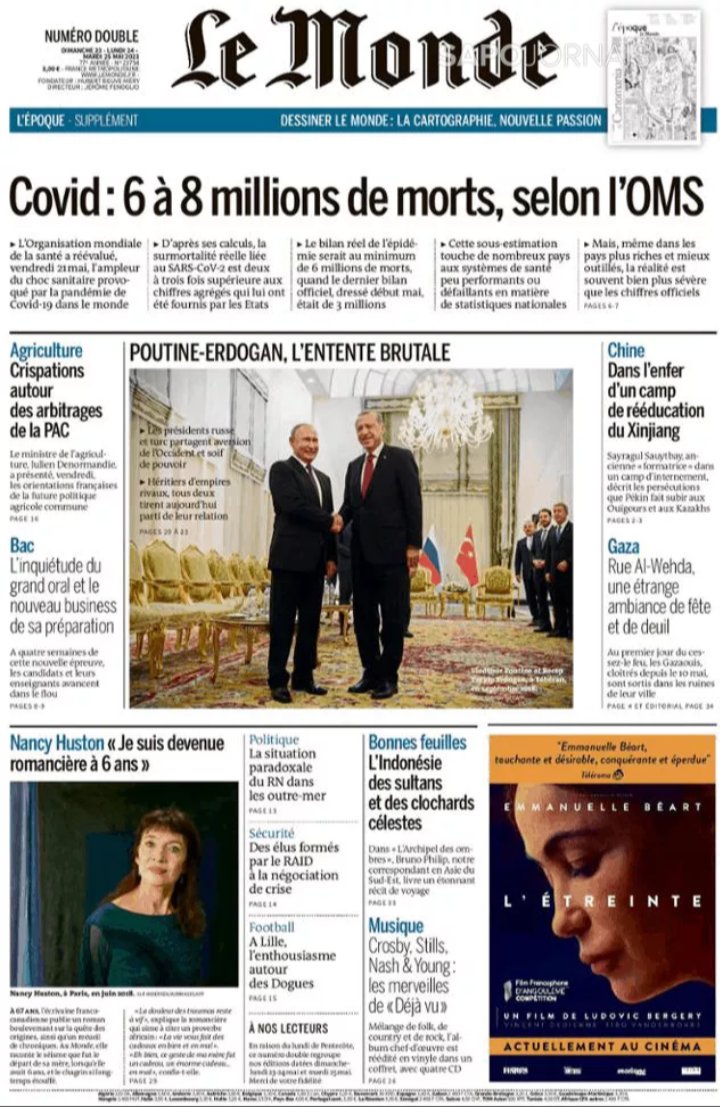 NUMÉRO DOUBLE
DIMANCHE 23 - LUNDI 24 -
MARDI 25 MAI 2021
77E ANNÉE - NO 23754
3,00 € - FRANCE MÉTROPOLITAINE
WWW.LEMONDE.FR -
FONDATEUR : HUBERT BEUVE-MÉRY
DIRECTEUR : JÉRÔME FENOGLIO
Le Monde
SAPOJORNAIS
L'ÉPOQUE - SUPPLÉMENT
DESSINER LE MONDE : LA CARTOGRAPHIE, NOUVELLE PASSION
Covid : 6 à 8 millions de morts, selon l'OMS
▸ L'Organisation mondiale
de la santé a réévalué,
vendredi 21 mai, l'ampleur
du choc sanitaire provo-
qué par la pandémie de
Covid-19 dans le monde
▸ D'après ses calculs, la
surmortalité réelle liée
au SARS-CoV-2 est deux
à trois fois supérieure aux
chiffres agrégés qui lui ont
été fournis par les Etats
▸ Le bilan réel de l'épidé-
mie serait au minimum
de 6 millions de morts,
quand le dernier bilan
officiel, dressé début mai,
était de 3 millions
▸ Cette sous-estimation
touche de nombreux pays
aux systèmes de santé
peu performants ou
défaillants en matière
de statistiques nationales
▸ Mais, même dans les
pays plus riches et mieux
outillés, la réalité est
souvent bien plus sévère
que les chiffres officiels
PAGES 6-7
Agriculture
Crispations
autour
des arbitrages
de la PAC
Le ministre de l'agricul-
ture, Julien Denormandie,
a présenté, vendredi,
les orientations françaises
de la future politique
agricole commune
PAGE 16
Bac
L'inquiétude du
grand oral et le
nouveau business
de sa préparation
A quatre semaines de
cette nouvelle épreuve,
les candidats et leurs
enseignants avancent
dans le flou
PAGES 8-9
POUTINE-ERDOGAN, L'ENTENTE BRUTALE
▸ Les présidents russe
et turc partagent aversion
de l'Occident et soif
de pouvoir
▸ Héritiers d'empires
rivaux, tous deux
tirent aujourd'hui
parti de leur relation
PAGES 20 À 23
Vladimir Poutine et Recep
Tayyip Erdogan, à Téhéran,
en septembre 2018.
Chine
Dans l'enfer
d'un camp
de rééducation
du Xinjiang
Sayragul Sauytbay, an-
cienne « formatrice » dans
un camp d'internement,
décrit les persécutions
que Pékin fait subir aux
Ouïgours et aux Kazakhs
PAGES 2-3
Gaza
Rue Al-Wehda,
une étrange
ambiance de fête
et de deuil
Au premier jour du ces-
sez-le-feu, les Gazaouis,
cloîtrés depuis le 10 mai,
sont sortis dans les ruines
de leur ville
PAGE 4 ET ÉDITORIAL PAGE 34
Nancy Huston « Je suis devenue
romancière à 6 ans »
Nancy Huston, à Paris, en juin 2018.
A 67 ANS, l'écrivaine franco-
canadienne publie un roman
bouleversant sur la quête des
origines, ainsi qu'un recueil
de chroniques. Au Monde, elle
raconte le séisme que fut le
départ de sa mère, lorsqu'elle
avait 6 ans, et le chagrin si long-
temps étouffé.
« La douleur des traumas reste
à vif », explique la romancière
qui aime à citer un proverbe
africain : « La vie vous fait des
cadeaux en bien et en mal ».
« Eh bien, ce geste de ma mère fut
un cadeau, un énorme cadeau...
en mal », confie-t-elle.
PAGE 29
Politique
La situation
paradoxale
du RN dans
les outre-mer
PAGE 13
Sécurité
Des élus formés
par le RAID
à la négociation
de crise
PAGE 14
Football
A Lille,
l'enthousiasme
autour
des Dogues
PAGE 15
À NOS LECTEURS
En raison du lundi de Pentecôte,
ce numéro double regroupe
nos éditions datées dimanche-
lundi 23-24 mai et mardi 25 mai.
Merci de votre fidélité
Bonnes feuilles
L'Indonésie
des sultans
et des clochards
célestes
Dans « L'Archipel des om-
bres », Bruno Philip, notre
correspondant en Asie du
Sud-Est, livre un étonnant
récit de voyage
PAGE 33
Musique
Crosby, Stills,
Nash & Young :
les merveilles
de « Déjà vu »
Mélange de folk, de
country et de rock, l'al-
bum chef-d'œuvre est
réédité en vinyle dans un
coffret, avec quatre CD
PAGE 26
"Emmanuelle Béart,
touchante et désirable, conquérante et éperdue"
Télérama
EMMANUELLE BÉART
L'ÉTREINTE
Film Francophone
D'ANGOULÊME
COMPÉTITION
UN FILM DE LUDOVIC BERGERY
VINCENT DEDIENNE TIBO VANDENBORRE
ACTUELLEMENT AU CINÉMA